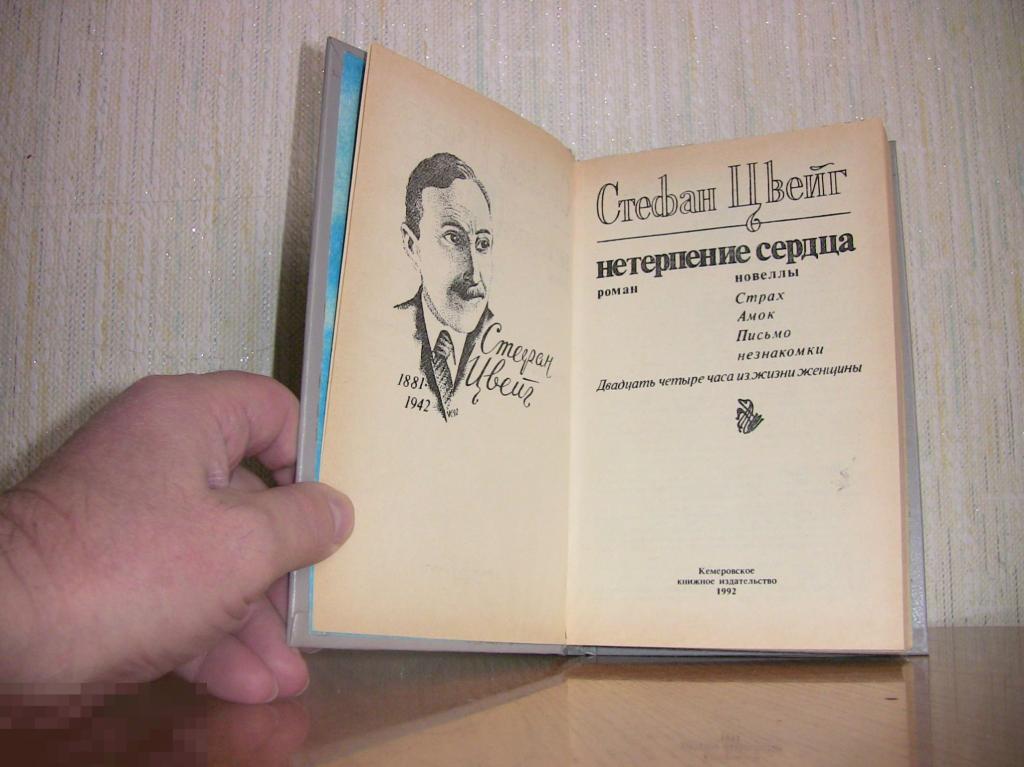 Стефан
Цвейг
1881-
1942
Стефан Цвейг
нетерпение сердца
роман
новеллы
Страх
Амок
Письмо
незнакомки
Двадцать четыре часа из жизни женщины
Кемеровское
книжное издательство
1992